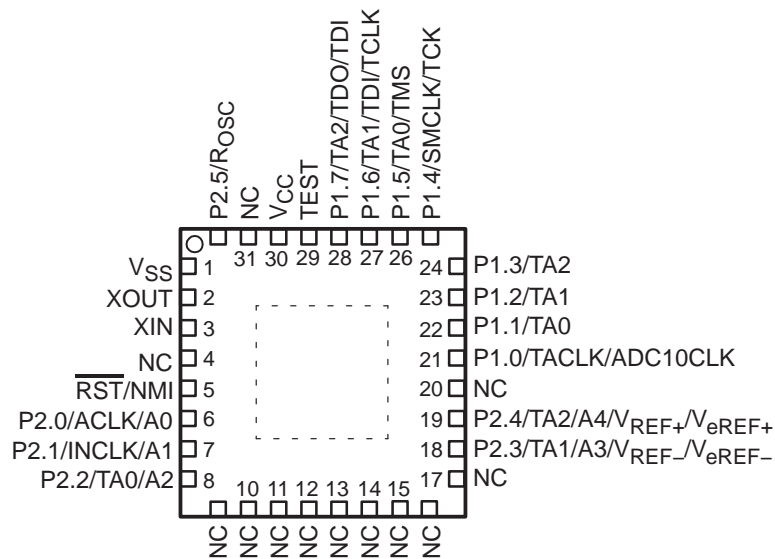 P2.5/ROSC
NC
VCC
TEST
P1.7/TA2/TDO/TDI
P1.6/TA1/TDI/TCLK
P1.5/TA0/TMS
P1.4/SMCLK/TCK
31 30 29 28 27 26
VSS 1
XOUT 2
XIN 3
NC 4
RST/NMI 5
P2.0/ACLK/A0 6
P2.1/INCLK/A1 7
P2.2/TA0/A2 8
24 P1.3/TA2
23 P1.2/TA1
22 P1.1/TA0
21 P1.0/TACLK/ADC10CLK
20 NC
19 P2.4/TA2/A4/VREF+/VeREF+
18 P2.3/TA1/A3/VREF−/VeREF−
17 NC
10 11 12 13 14 15
NC
NC
NC
NC
NC
NC
NC
NC